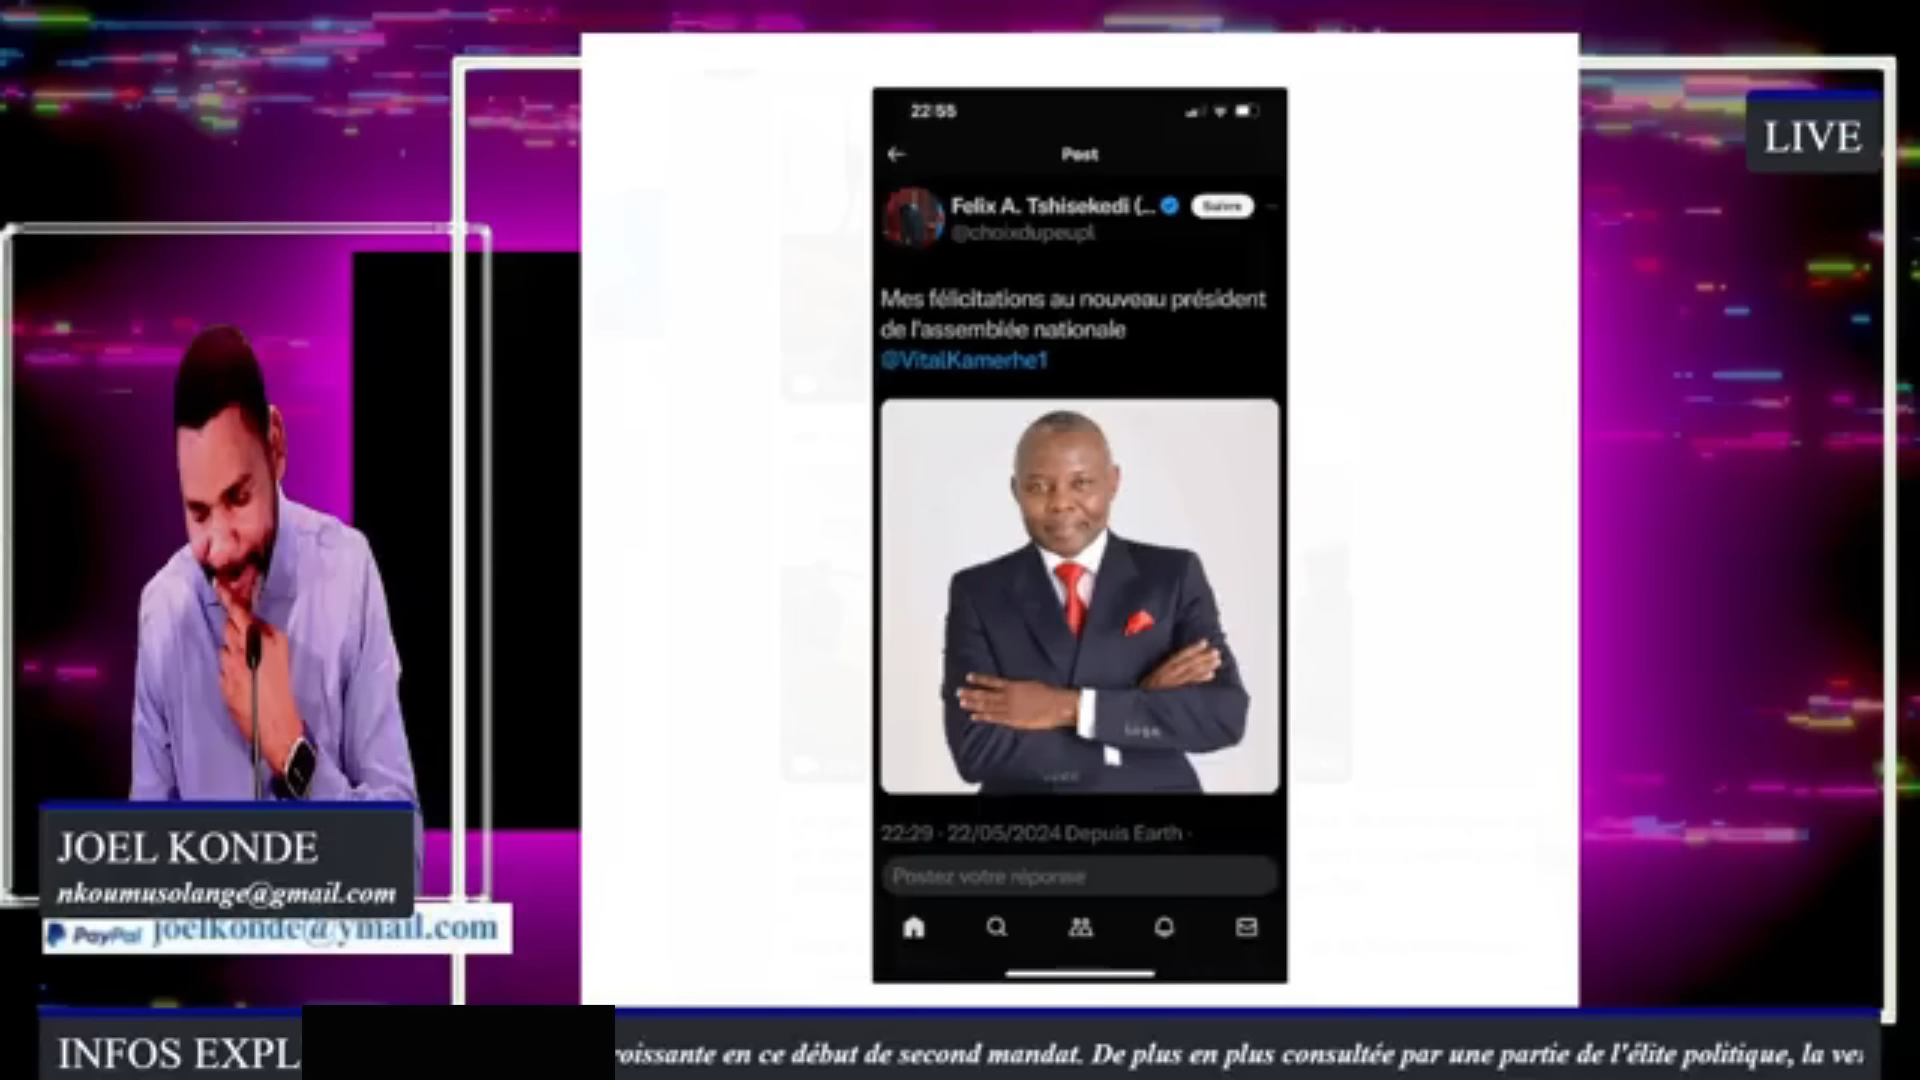 LIVE
22:55
Post
Felix A. Tshisekedi (...
Suivre
@choixdupeupl
Mes félicitations au nouveau président
de l'assemblée nationale
@VitalKamerhe1
22:29 · 22/05/2024 Depuis Earth ·
Postez votre réponse
JOEL KONDE
nkoumusolange@gmail.com
PayPal joelkonde@ymail.com
INFOS EXPL
roissante en ce début de second mandat. De plus en plus consultée par une partie de l'élite politique, la